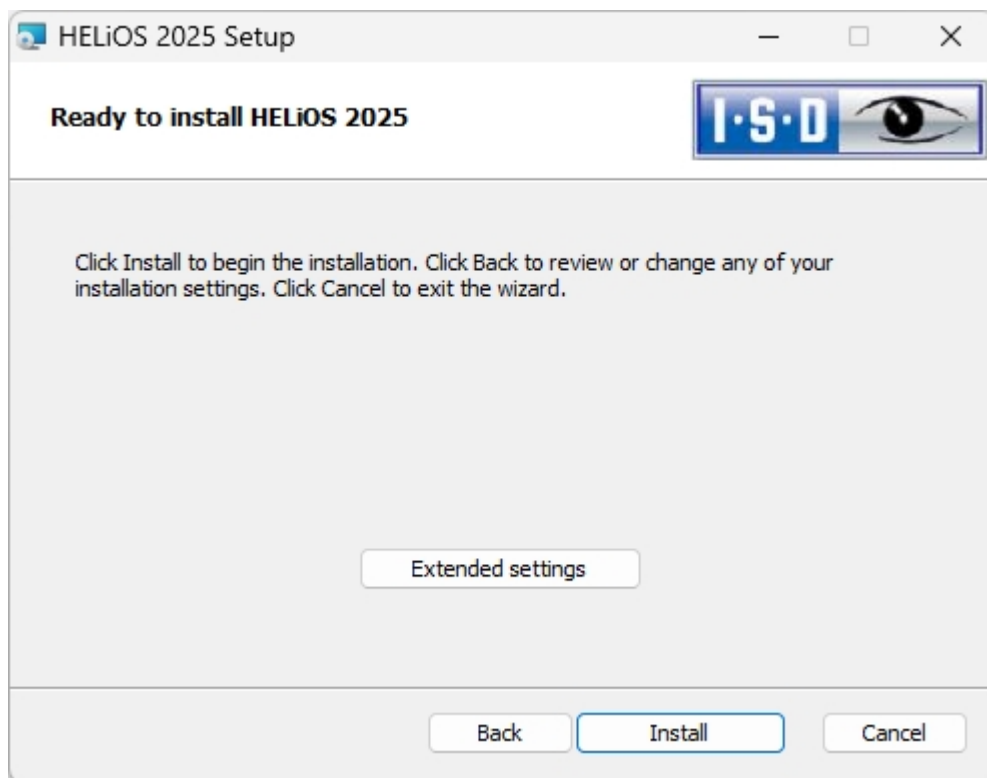 HELiOS 2025 Setup
Ready to install HELiOS 2025
I·S·D
Click Install to begin the installation. Click Back to review or change any of your
installation settings. Click Cancel to exit the wizard.
Extended settings
Back
Install
Cancel